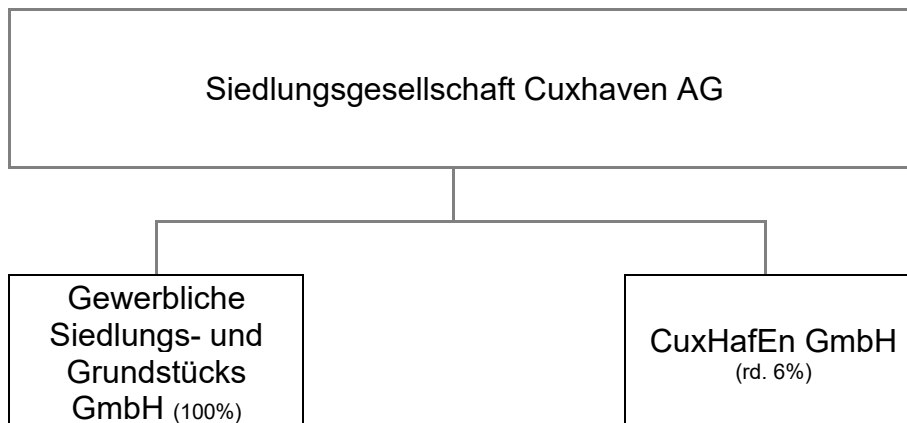 Siedlungsgesellschaft Cuxhaven AG
Gewerbliche
Siedlungs- und
Grundstücks
GmbH (100%)
CuxHafEn GmbH
(rd. 6%)